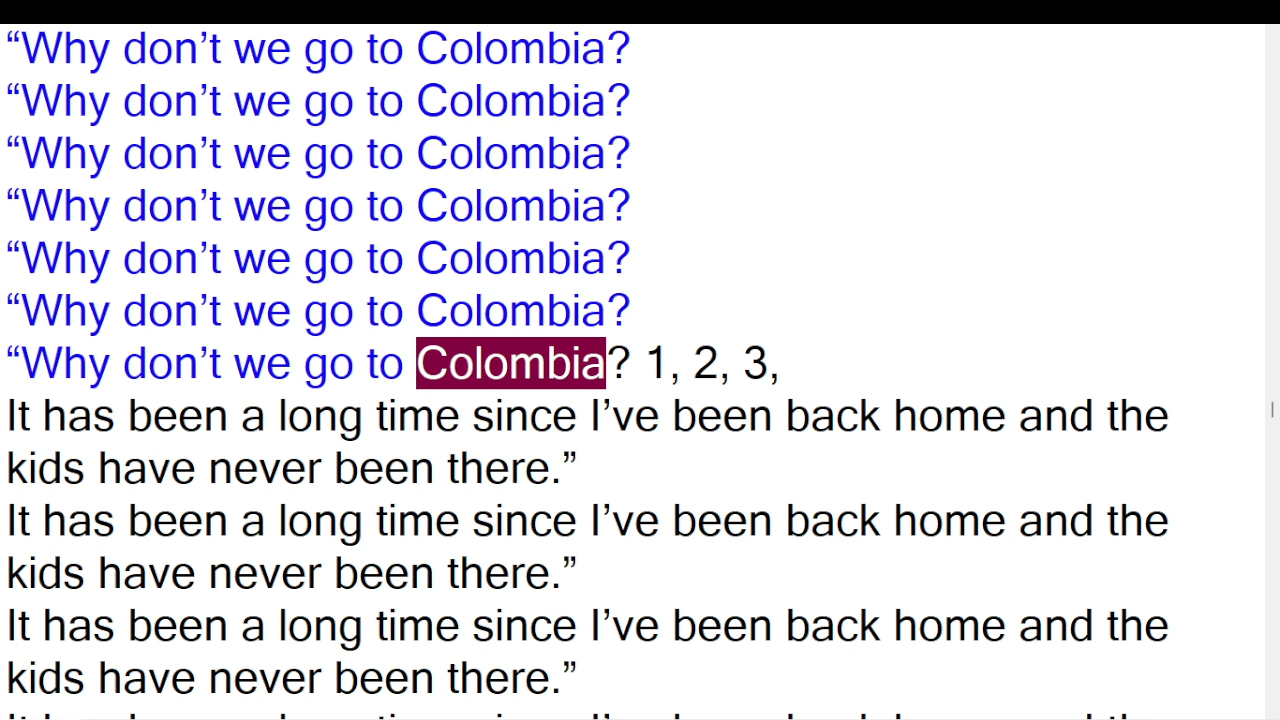 “Why don’t we go to Colombia?
“Why don’t we go to Colombia?
“Why don’t we go to Colombia?
“Why don’t we go to Colombia?
“Why don’t we go to Colombia?
“Why don’t we go to Colombia?
“Why don’t we go to Colombia? 1, 2, 3,
It has been a long time since I’ve been back home and the
kids have never been there.”
It has been a long time since I’ve been back home and the
kids have never been there.”
It has been a long time since I’ve been back home and the
kids have never been there.”